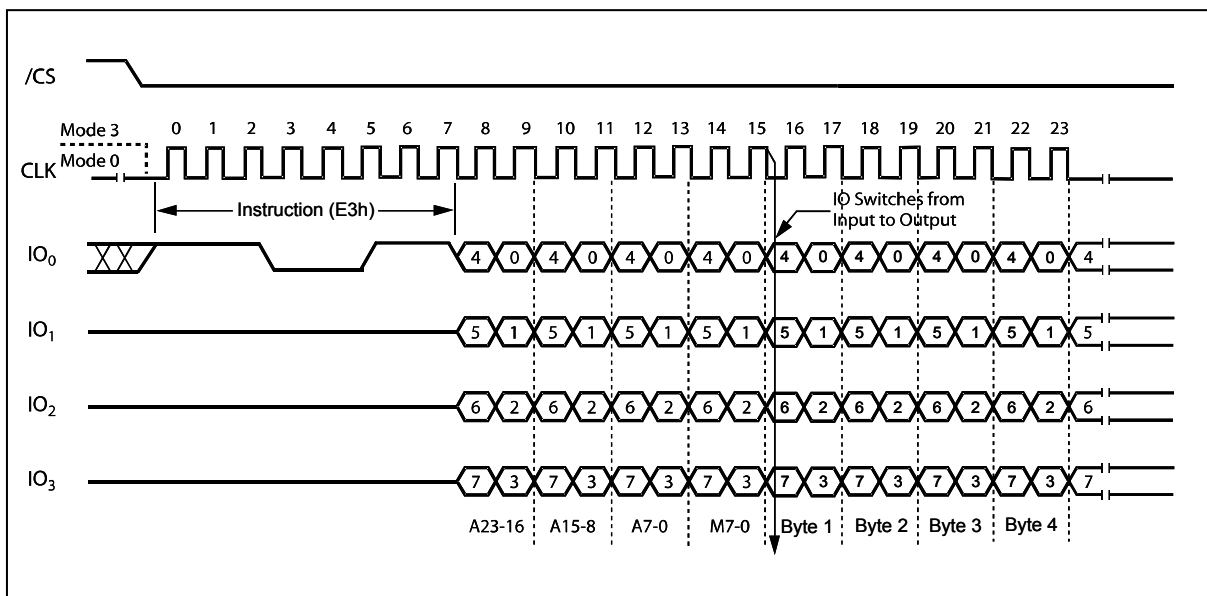 /CS
Mode 3
0 1 2 3 4 5 6 7 8 9 10 11 12 13 14 15 16 17 18 19 20 21 22 23
Mode 0
CLK
Instruction (E3h)
IO Switches from
Input to Output
IO0 4 0 4 0 4 0 4 0 4 0 4 0 4 0 4 0 4
IO1 5 1 5 1 5 1 5 1 5 1 5 1 5 1 5 1 5
IO2 6 2 6 2 6 2 6 2 6 2 6 2 6 2 6 2 6
IO3 7 3 7 3 7 3 7 3 7 3 7 3 7 3 7 3 7
A23-16 A15-8 A7-0 M7-0 Byte 1 Byte 2 Byte 3 Byte 4